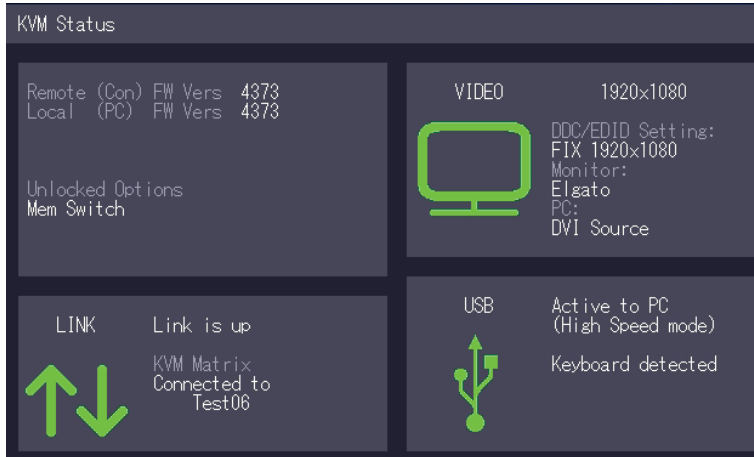 KVM Status
Remote (Con) FW Vers 4373
Local (PC) FW Vers 4373
Unlocked Options
Mem Switch
VIDEO 1920x1080
DDC/EDID Setting:
FIX 1920x1080
Monitor:
Elgato
PC:
DVI Source
LINK Link is up
KVM Matrix
Connected to
Test06
USB Active to PC
(High Speed mode)
Keyboard detected